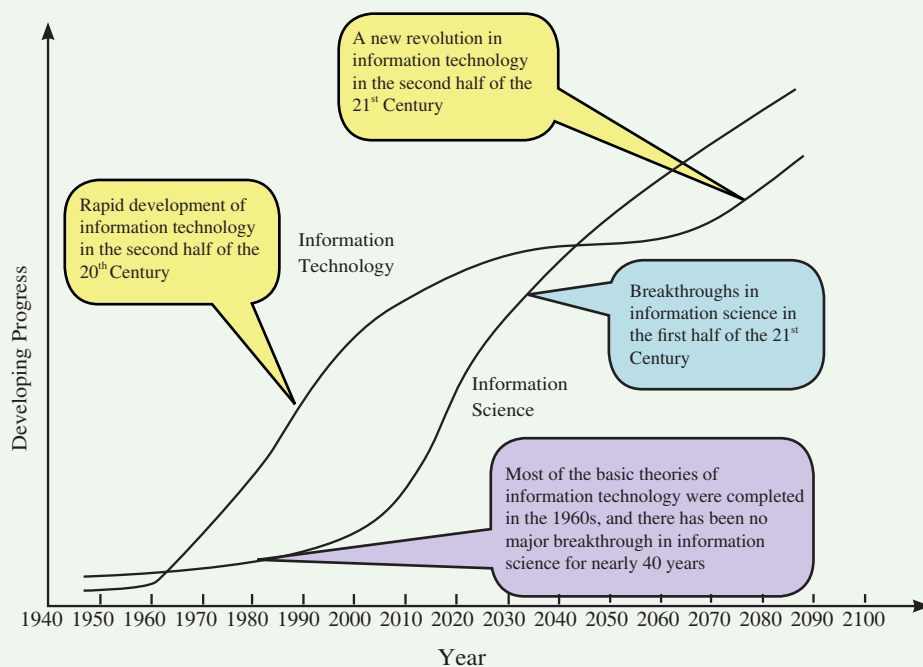 A new revolution in
information technology
in the second half of the
21st Century
Rapid development of
information technology
in the second half of the
20th Century
Information
Technology
Breakthroughs in
information science in
the first half of the 21st
Century
Information
Science
Most of the basic theories of
information technology were completed
in the 1960s, and there has been no
major breakthrough in information
science for nearly 40 years
Developing Progress
1940 1950 1960 1970 1980 1990 2000 2010 2020 2030 2040 2050 2060 2070 2080 2090 2100
Year